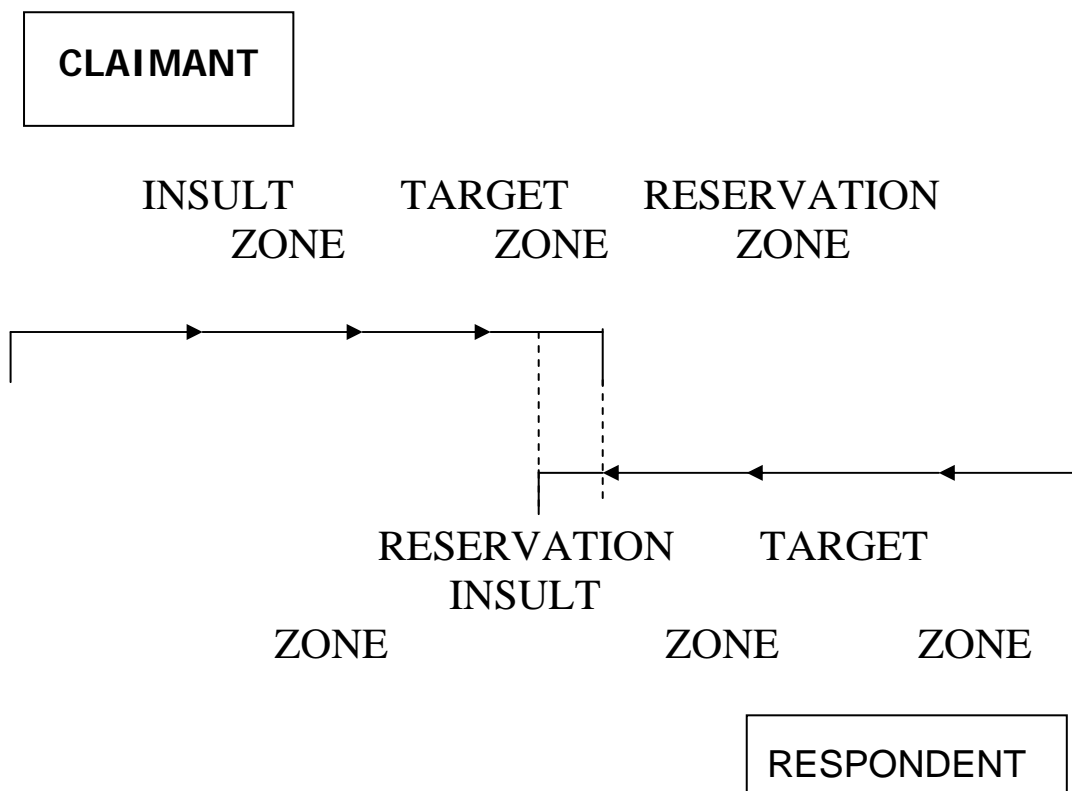 CLAIMANT
INSULT TARGET RESERVATION
ZONE ZONE ZONE
RESERVATION TARGET
INSULT
ZONE ZONE ZONE
RESPONDENT